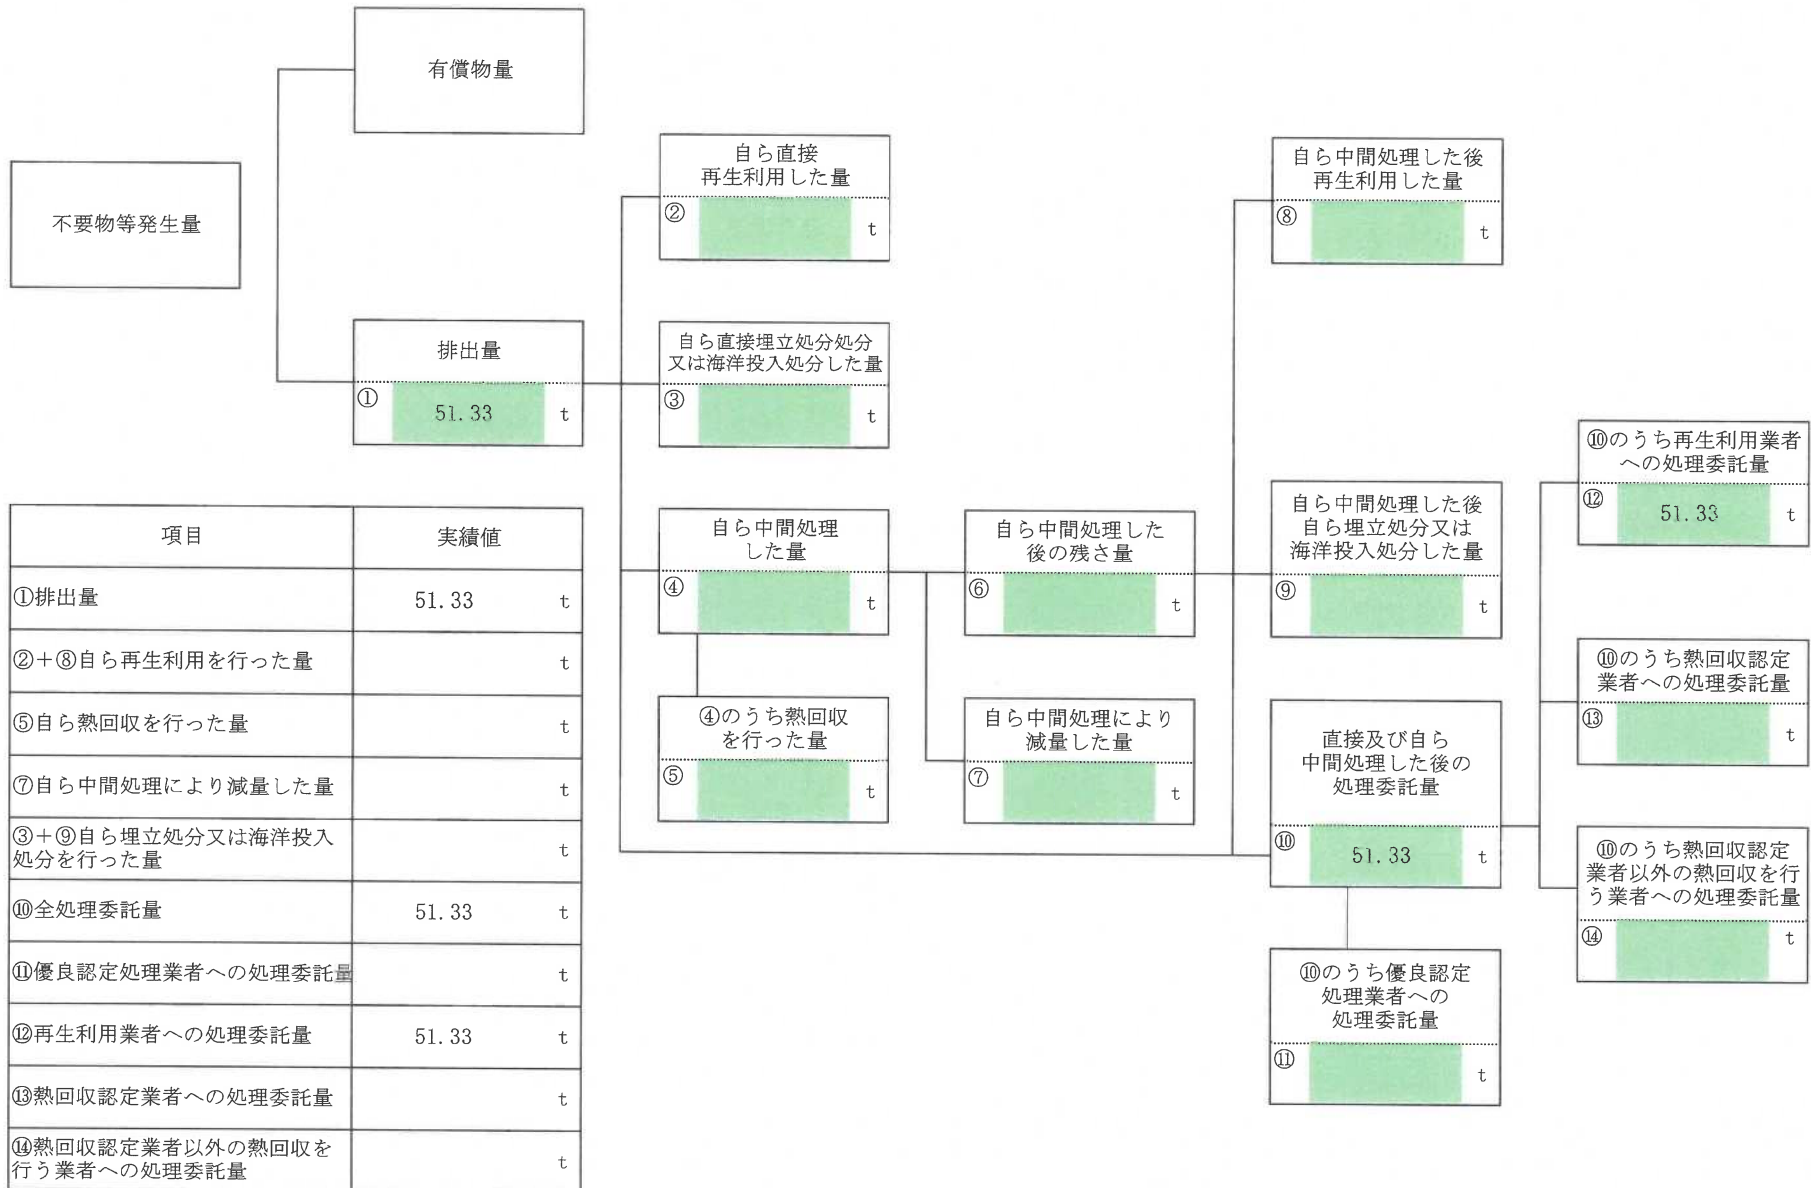 有償物量
不要物等発生量
排出量
① 51.33 t
自ら直接
再生利用した量
② t
自ら直接埋立処分処分
又は海洋投入処分した量
③ t
自ら中間処理
した量
④ t
④のうち熱回収
を行った量
⑤ t
自ら中間処理した
後の残さ量
⑥ t
自ら中間処理により
減量した量
⑦ t
自ら中間処理した後
再生利用した量
⑧ t
自ら中間処理した後
自ら埋立処分又は
海洋投入処分した量
⑨ t
直接及び自ら
中間処理した後の
処理委託量
⑩ 51.33 t
⑩のうち優良認定
処理業者への
処理委託量
⑪ t
⑩のうち再生利用業者
への処理委託量
⑫ 51.33 t
⑩のうち熱回収認定
業者への処理委託量
⑬ t
⑩のうち熱回収認定
業者以外の熱回収を行
う業者への処理委託量
⑭ t
項目 実績値
①排出量 51.33 t
②+⑧自ら再生利用を行った量 t
⑤自ら熱回収を行った量 t
⑦自ら中間処理により減量した量 t
③+⑨自ら埋立処分又は海洋投入
処分を行った量 t
⑩全処理委託量 51.33 t
⑪優良認定処理業者への処理委託量 t
⑫再生利用業者への処理委託量 51.33 t
⑬熱回収認定業者への処理委託量 t
⑭熱回収認定業者以外の熱回収を
行う業者への処理委託量 t